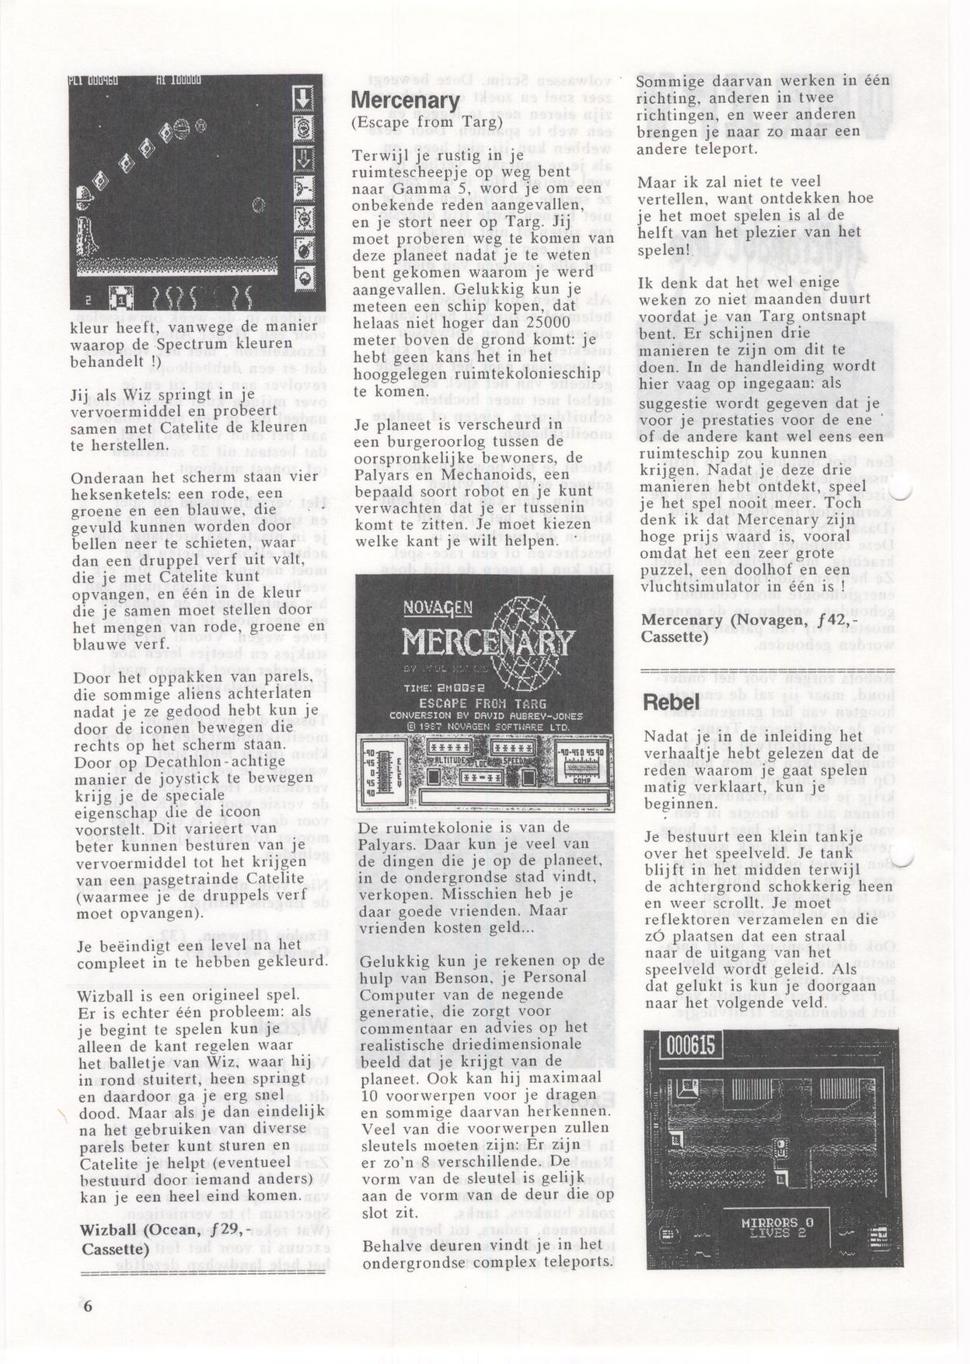 PL1 000960 HI 100000
2 1
kleur heeft, vanwege de manier
waarop de Spectrum kleuren
behandelt !)
Jij als Wiz springt in je
vervoermiddel en probeert
samen met Catelite de kleuren
te herstellen.
Onderaan het scherm staan vier
heksenketels: een rode, een
groene en een blauwe, die
gevuld kunnen worden door
bellen neer te schieten, waar
dan een druppel verf uit valt,
die je met Catelite kunt
opvangen, en één in de kleur
die je samen moet stellen door
het mengen van rode, groene en
blauwe verf.
Door het oppakken van parels,
die sommige aliens achterlaten
nadat je ze gedood hebt kun je
door de iconen bewegen die
rechts op het scherm staan.
Door op Decathlon-achtige
manier de joystick te bewegen
krijg je de speciale
eigenschap die de icoon
voorstelt. Dit varieert van
beter kunnen besturen van je
vervoermiddel tot het krijgen
van een pasgetrainde Catelite
(waarmee je de druppels verf
moet opvangen).
Je beëindigt een level na het
compleet in te hebben gekleurd.
Wizball is een origineel spel.
Er is echter één probleem: als
je begint te spelen kun je
alleen de kant regelen waar
het balletje van Wiz, waar hij
in rond stuitert, heen springt
en daardoor ga je erg snel
dood. Maar als je dan eindelijk
na het gebruiken van diverse
parels beter kunt sturen en
Catelite je helpt (eventueel
bestuurd door iemand anders)
kan je een heel eind komen.
Wizball (Ocean, ƒ29,-
Cassette)
6
Mercenary
(Escape from Targ)
Terwijl je rustig in je
ruimtescheepje op weg bent
naar Gamma 5, word je om een
onbekende reden aangevallen,
en je stort neer op Targ. Jij
moet proberen weg te komen van
deze planeet nadat je te weten
bent gekomen waarom je werd
aangevallen. Gelukkig kun je
meteen een schip kopen, dat
helaas niet hoger dan 25000
meter boven de grond komt: je
hebt geen kans het in het
hooggelegen ruimtekolonieschip
te komen.
Je planeet is verscheurd in
een burgeroorlog tussen de
oorspronkelijke bewoners, de
Palyars en Mechanoids, een
bepaald soort robot en je kunt
verwachten dat je er tussenin
komt te zitten. Je moet kiezen
welke kant je wilt helpen.
NOVAGEN
MERCENARY
TIME: 2M00S2
ESCAPE FROM TARG
CONVERSION BY DAVID AUBREY-JONES
© 1987 NOVAGEN SOFTWARE LTD.
De ruimtekolonie is van de
Palyars. Daar kun je veel van
de dingen die je op de planeet,
in de ondergrondse stad vindt,
verkopen. Misschien heb je
daar goede vrienden. Maar
vrienden kosten geld...
Gelukkig kun je rekenen op de
hulp van Benson, je Personal
Computer van de negende
generatie, die zorgt voor
commentaar en advies op het
realistische driedimensionale
beeld dat je krijgt van de
planeet. Ook kan hij maximaal
10 voorwerpen voor je dragen
en sommige daarvan herkennen.
Veel van die voorwerpen zullen
sleutels moeten zijn: Er zijn
er zo'n 8 verschillende. De
vorm van de sleutel is gelijk
aan de vorm van de deur die op
slot zit.
Behalve deuren vindt je in het
ondergrondse complex teleports.
Sommige daarvan werken in één
richting, anderen in twee
richtingen, en weer anderen
brengen je naar zo maar een
andere teleport.
Maar ik zal niet te veel
vertellen, want ontdekken hoe
je het moet spelen is al de
helft van het plezier van het
spelen!
Ik denk dat het wel enige
weken zo niet maanden duurt
voordat je van Targ ontsnapt
bent. Er schijnen drie
manieren te zijn om dit te
doen. In de handleiding wordt
hier vaag op ingegaan: als
suggestie wordt gegeven dat je
voor je prestaties voor de ene
of de andere kant wel eens een
ruimteschip zou kunnen
krijgen. Nadat je deze drie
manieren hebt ontdekt, speel
je het spel nooit meer. Toch
denk ik dat Mercenary zijn
hoge prijs waard is, vooral
omdat het een zeer grote
puzzel, een doolhof en een
vluchtsimulator in één is !
Mercenary (Novagen, ƒ42,-
Cassette)
Rebel
Nadat je in de inleiding het
verhaaltje hebt gelezen dat de
reden waarom je gaat spelen
matig verklaart, kun je
beginnen.
Je bestuurt een klein tankje
over het speelveld. Je tank
blijft in het midden terwijl
de achtergrond schokkerig heen
en weer scrollt. Je moet
reflektoren verzamelen en die
zÓ plaatsen dat een straal
naar de uitgang van het
speelveld wordt geleid. Als
dat gelukt is kun je doorgaan
naar het volgende veld.
000615
MIRRORS 0
LIVES 2